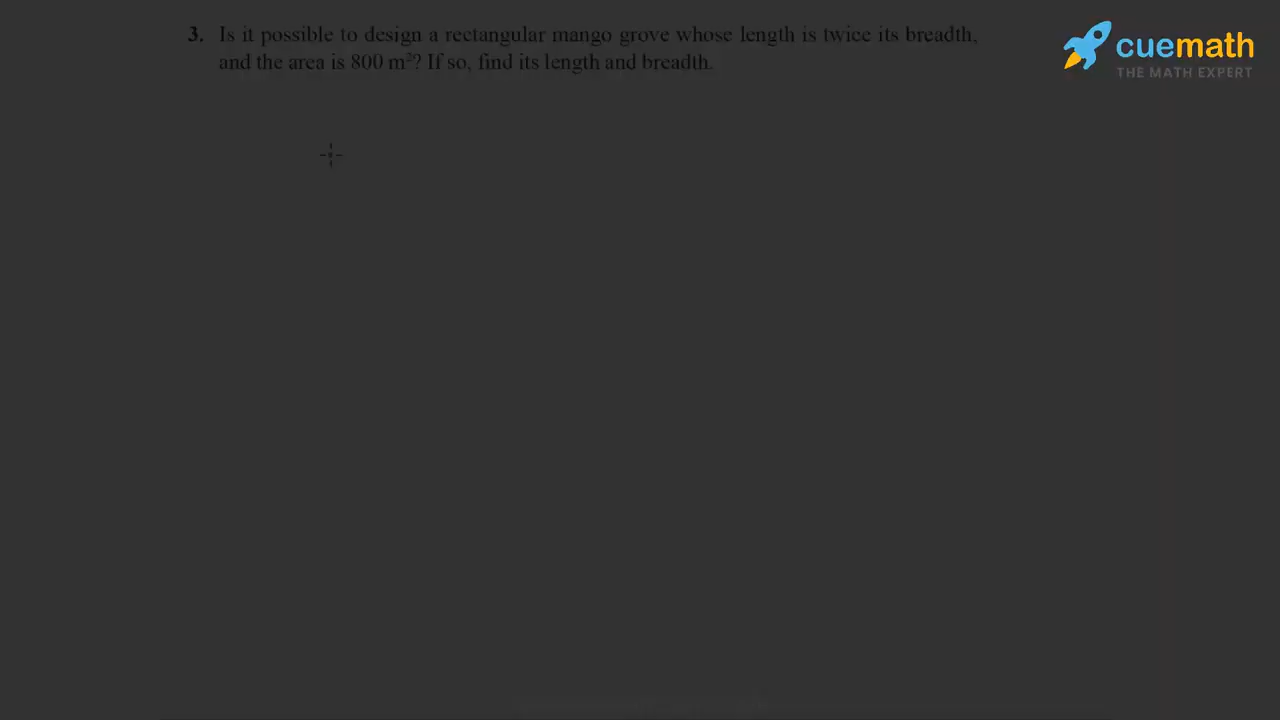 3. Is it possible to design a rectangular mango grove whose length is twice its breadth,
and the area is 800 m²? If so, find its length and breadth.
cuemath
THE MATH EXPERT